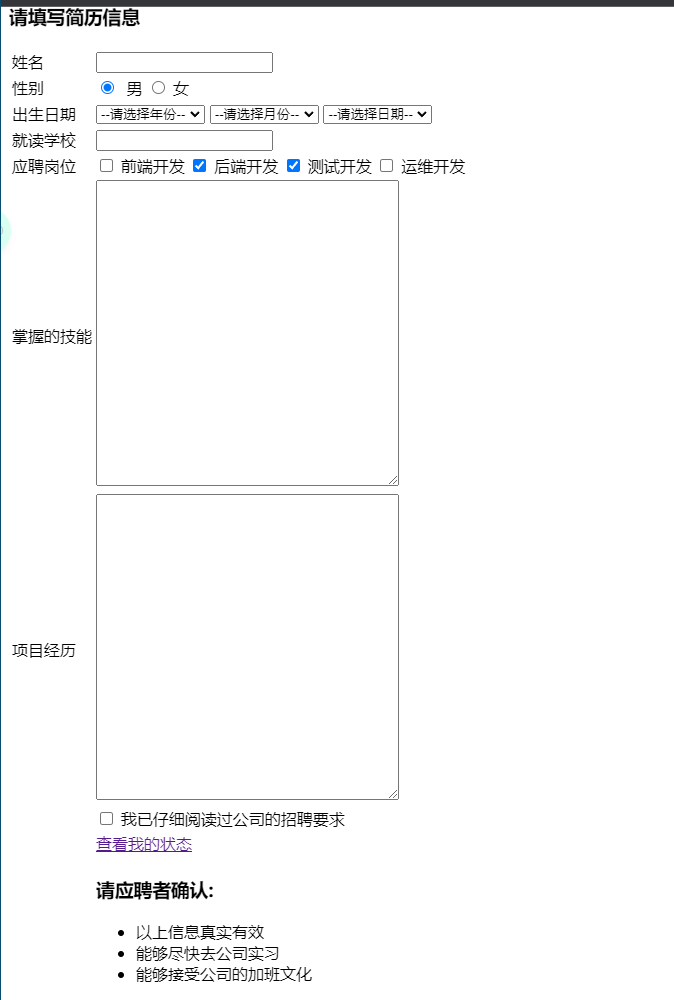 请填写简历信息
姓名
性别 男 女
出生日期 --请选择年份-- --请选择月份-- --请选择日期--
就读学校
应聘岗位 前端开发 后端开发 测试开发 运维开发
掌握的技能
项目经历
我已仔细阅读过公司的招聘要求
查看我的状态
请应聘者确认:
以上信息真实有效
能够尽快去公司实习
能够接受公司的加班文化